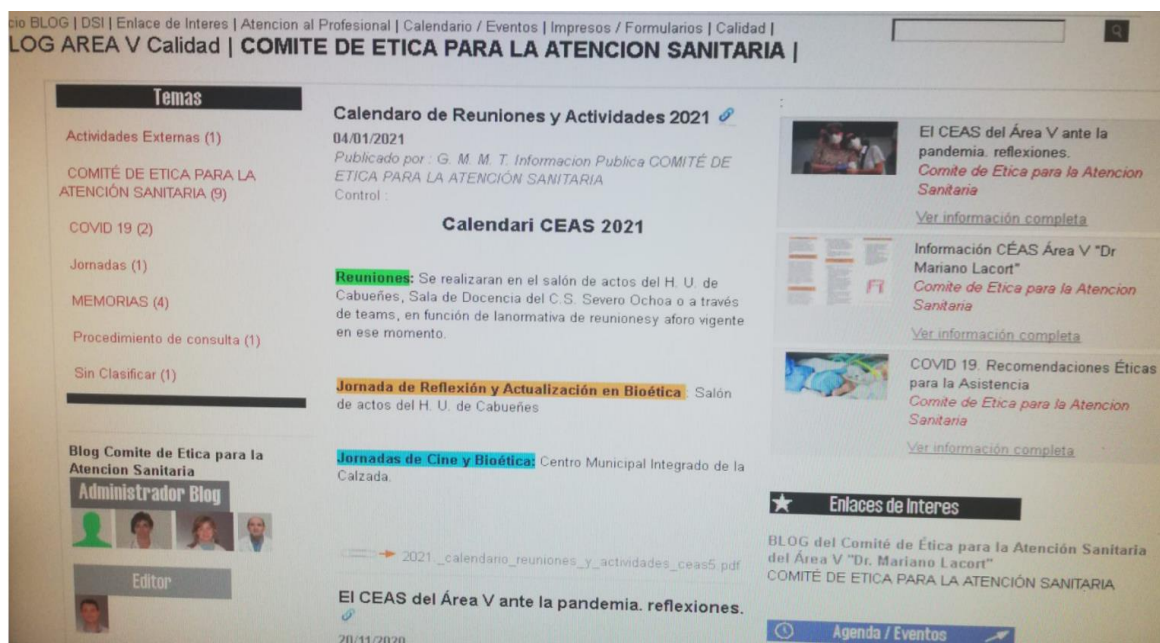 cio BLOG | DSI | Enlace de Interes | Atencion al Profesional | Calendario / Eventos | Impresos / Formularios | Calidad |
LOG AREA V Calidad | COMITE DE ETICA PARA LA ATENCION SANITARIA |
Temas
Actividades Externas (1)
COMITÉ DE ETICA PARA LA
ATENCIÓN SANITARIA (9)
COVID 19 (2)
Jornadas (1)
MEMORIAS (4)
Procedimiento de consulta (1)
Sin Clasificar (1)
Blog Comite de Etica para la
Atencion Sanitaria
Administrador Blog
Editor
Calendaro de Reuniones y Actividades 2021
04/01/2021
Publicado por : G. M. M. T. Informacion Publica COMITÉ DE
ETICA PARA LA ATENCIÓN SANITARIA
Control :
Calendari CEAS 2021
Reuniones: Se realizaran en el salón de actos del H. U. de
Cabueñes, Sala de Docencia del C.S. Severo Ochoa o a través
de teams, en función de lanormativa de reunionesy aforo vigente
en ese momento.
Jornada de Reflexión y Actualización en Bioética . Salón
de actos del H. U. de Cabueñes
Jornadas de Cine y Bioética: Centro Municipal Integrado de la
Calzada.
2021_calendario_reuniones_y_actividades_ceas5.pdf
El CEAS del Área V ante la pandemia. reflexiones.
20/11/2020
:
El CEAS del Área V ante la
pandemia. reflexiones.
Comite de Etica para la Atencion
Sanitaria
Ver información completa
Información CÉAS Área V "Dr
Mariano Lacort"
Comite de Etica para la Atencion
Sanitaria
Ver información completa
COVID 19. Recomendaciones Éticas
para la Asistencia
Comite de Etica para la Atencion
Sanitaria
Ver información completa
Enlaces de Interes
BLOG del Comité de Ética para la Atención Sanitaria
del Área V "Dr. Mariano Lacort"
COMITÉ DE ETICA PARA LA ATENCIÓN SANITARIA
Agenda / Eventos